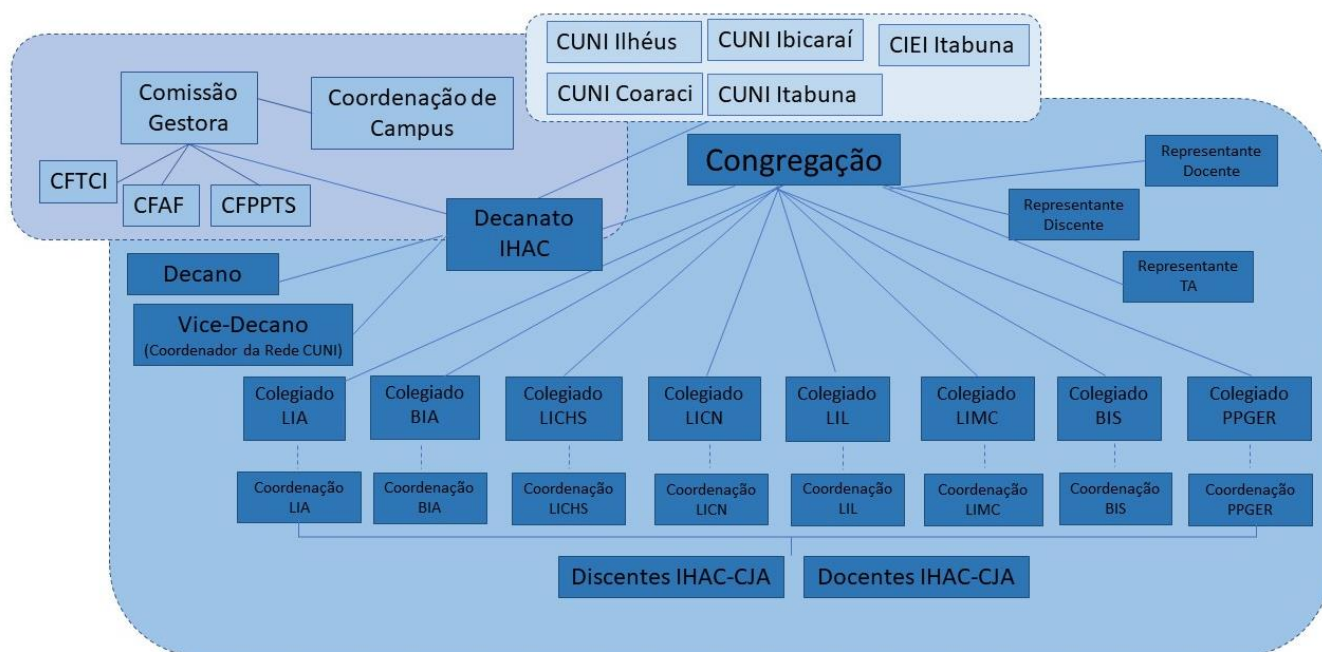 CUNI Ilhéus
CUNI Ibicaraí
CIEI Itabuna
CUNI Coaraci
CUNI Itabuna
Comissão
Gestora
Coordenação de
Campus
CFTCI
CFAF
CFPPTS
Congregação
Representante
Docente
Representante
Discente
Representante
TA
Decanato
IHAC
Decano
Vice-Decano
(Coordenador da Rede CUNI)
Colegiado
LIA
Colegiado
BIA
Colegiado
LICHS
Colegiado
LICN
Colegiado
LIL
Colegiado
LIMC
Colegiado
BIS
Colegiado
PPGER
Coordenação
LIA
Coordenação
BIA
Coordenação
LICHS
Coordenação
LICN
Coordenação
LIL
Coordenação
LIMC
Coordenação
BIS
Coordenação
PPGER
Discentes IHAC-CJA
Docentes IHAC-CJA